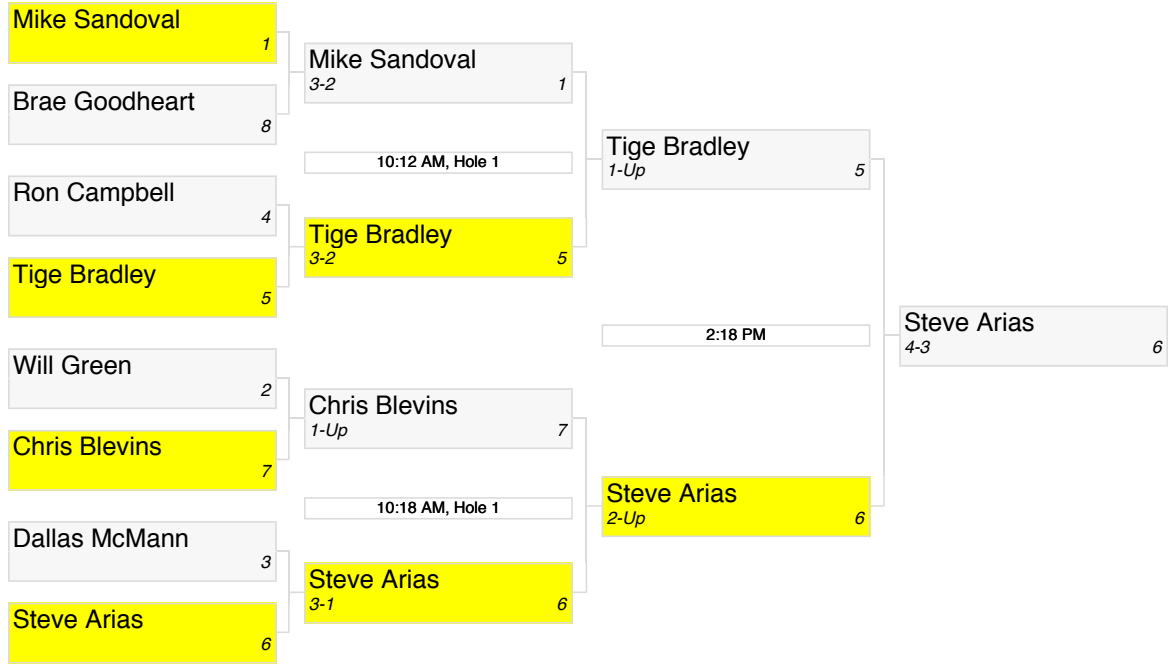 Mike Sandoval
1
Brae Goodheart
8
Ron Campbell
4
Tige Bradley
5
Will Green
2
Chris Blevins
7
Dallas McMann
3
Steve Arias
6
Mike Sandoval
3-2 1
10:12 AM, Hole 1
Tige Bradley
3-2 5
Chris Blevins
1-Up 7
10:18 AM, Hole 1
Steve Arias
3-1 6
Tige Bradley
1-Up 5
2:18 PM
Steve Arias
2-Up 6
Steve Arias
4-3 6